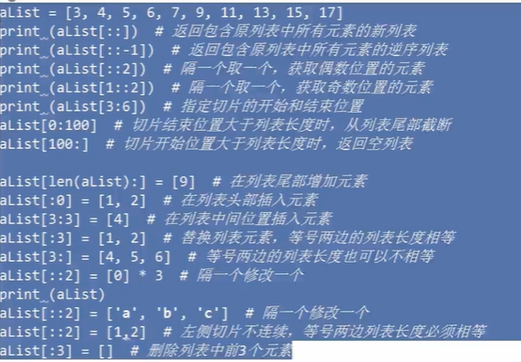 aList = [3, 4, 5, 6, 7, 9, 11, 13, 15, 17]
print (aList[::])  # 返回包含原列表中所有元素的新列表
print (aList[::-1])  # 返回包含原列表中所有元素的逆序列表
print (aList[::2])  # 隔一个取一个，获取偶数位置的元素
print (aList[1::2])  # 隔一个取一个，获取奇数位置的元素
print (aList[3:6])  # 指定切片的开始和结束位置
aList[0:100]  # 切片结束位置大于列表长度时，从列表尾部截断
aList[100:]  # 切片开始位置大于列表长度时，返回空列表
aList[len(aList):] = [9]  # 在列表尾部增加元素
aList[:0] = [1, 2]  # 在列表头部插入元素
aList[3:3] = [4]  # 在列表中间位置插入元素
aList[:3] = [1, 2]  # 替换列表元素，等号两边的列表长度相等
aList[3:] = [4, 5, 6]  # 等号两边的列表长度也可以不相等
aList[::2] = [0] * 3  # 隔一个修改一个
print (aList)
aList[::2] = ['a', 'b', 'c']  # 隔一个修改一个
aList[::2] = [1,2]  # 左侧切片不连续，等号两边列表长度必须相等
aList[:3] = []  # 删除列表中前3个元素